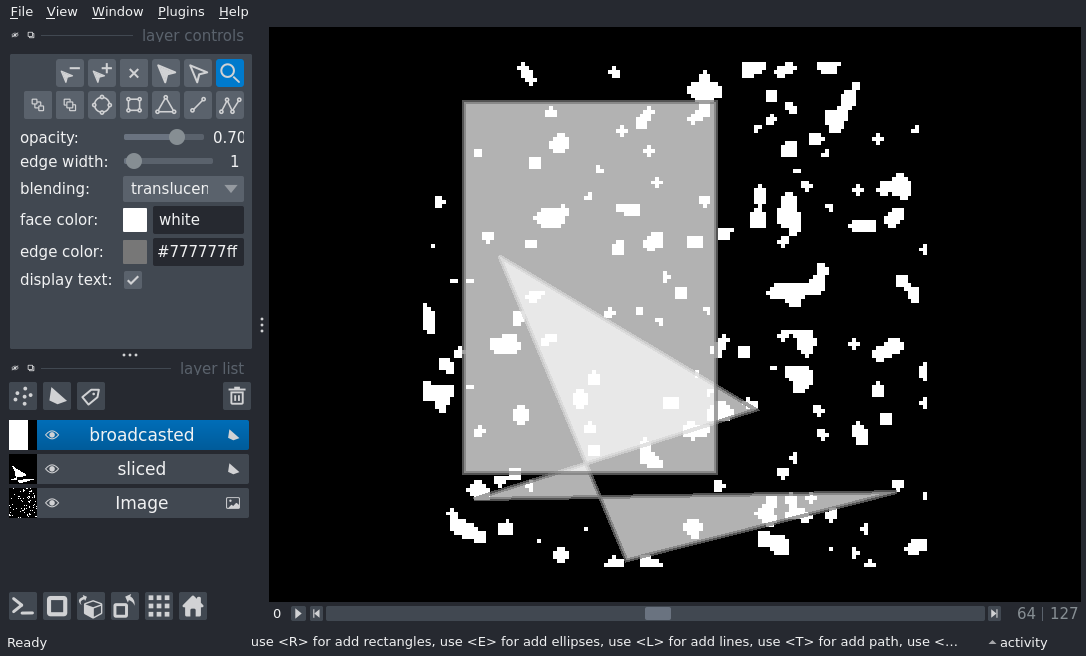 File View Window Plugins Help
layer controls
opacity: 0.70
edge width: 1
blending: translucen
face color: white
edge color: #777777ff
display text:
layer list
broadcasted
sliced
Image
0 64 127
Ready use <R> for add rectangles, use <E> for add ellipses, use <L> for add lines, use <T> for add path, use <... activity